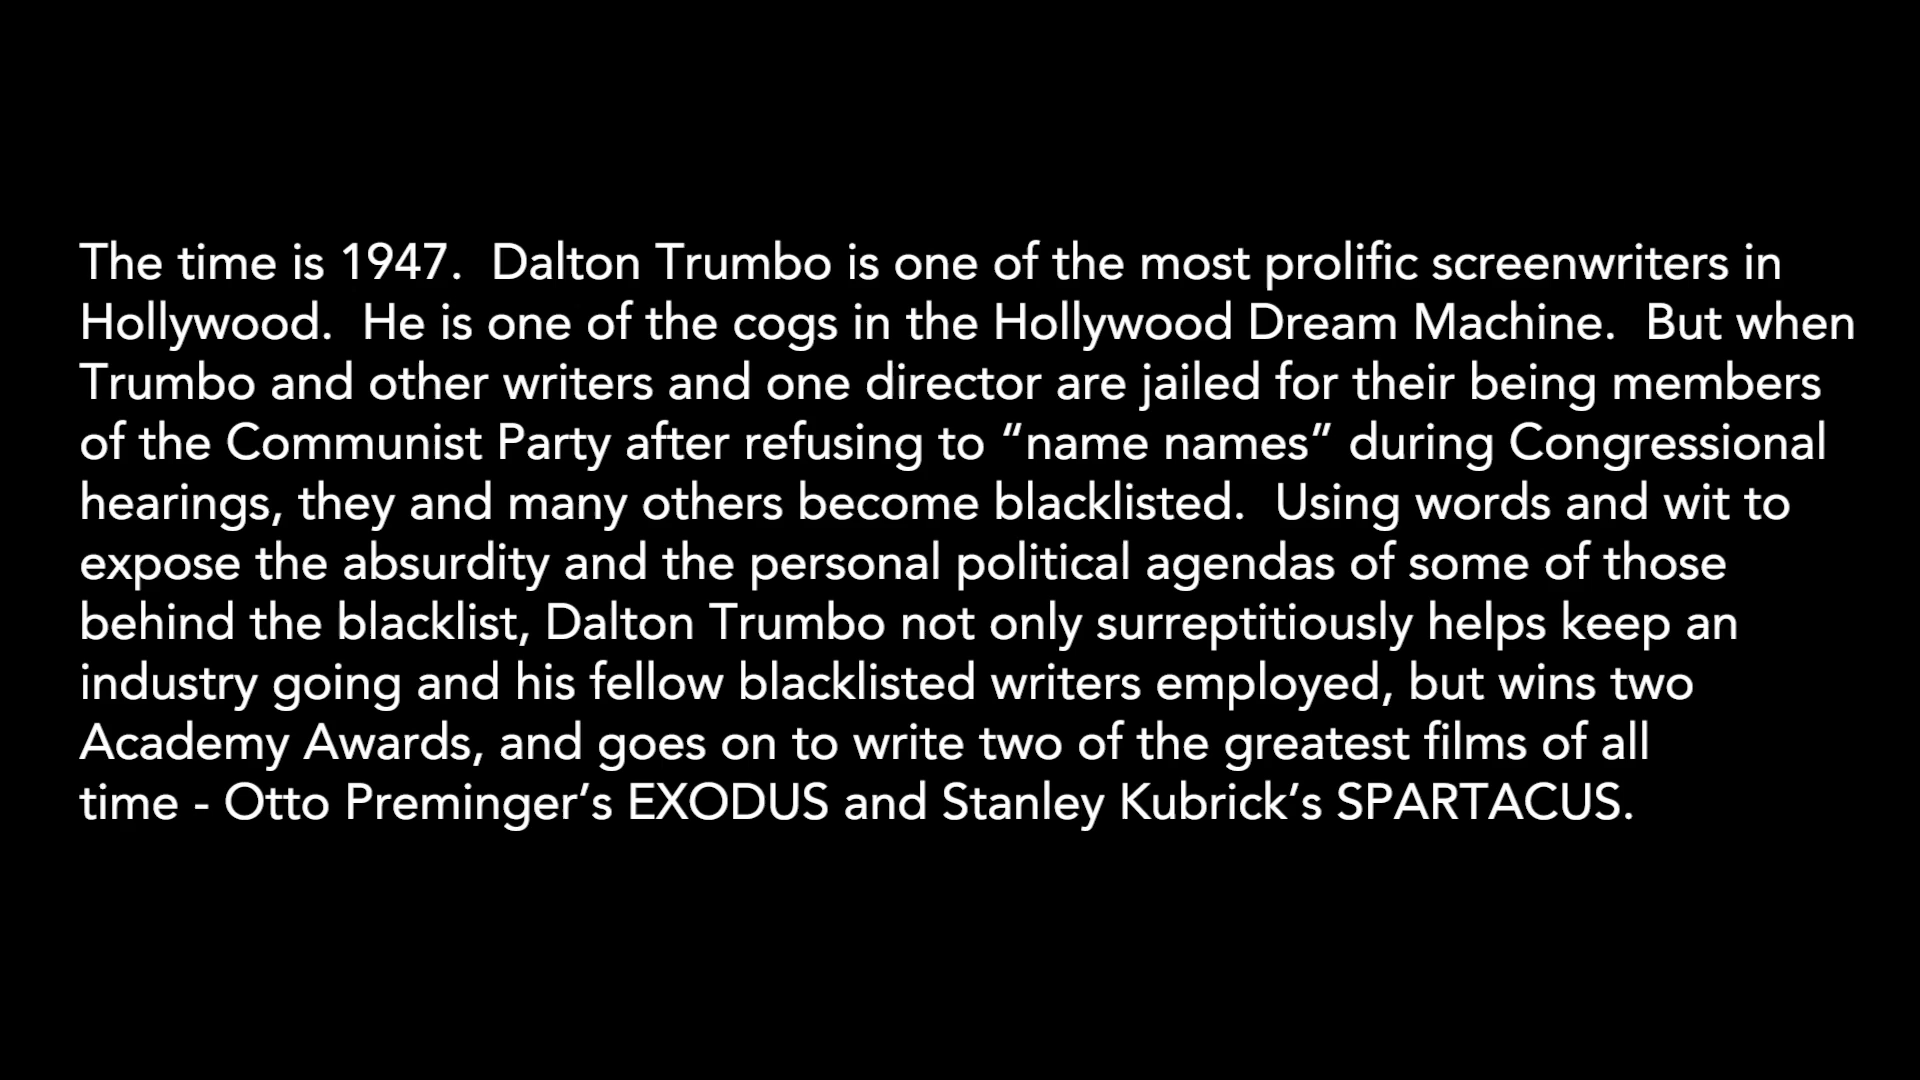 The time is 1947.  Dalton Trumbo is one of the most prolific screenwriters in
Hollywood.  He is one of the cogs in the Hollywood Dream Machine.  But when
Trumbo and other writers and one director are jailed for their being members
of the Communist Party after refusing to “name names” during Congressional
hearings, they and many others become blacklisted.  Using words and wit to
expose the absurdity and the personal political agendas of some of those
behind the blacklist, Dalton Trumbo not only surreptitiously helps keep an
industry going and his fellow blacklisted writers employed, but wins two
Academy Awards, and goes on to write two of the greatest films of all
time - Otto Preminger’s EXODUS and Stanley Kubrick’s SPARTACUS.